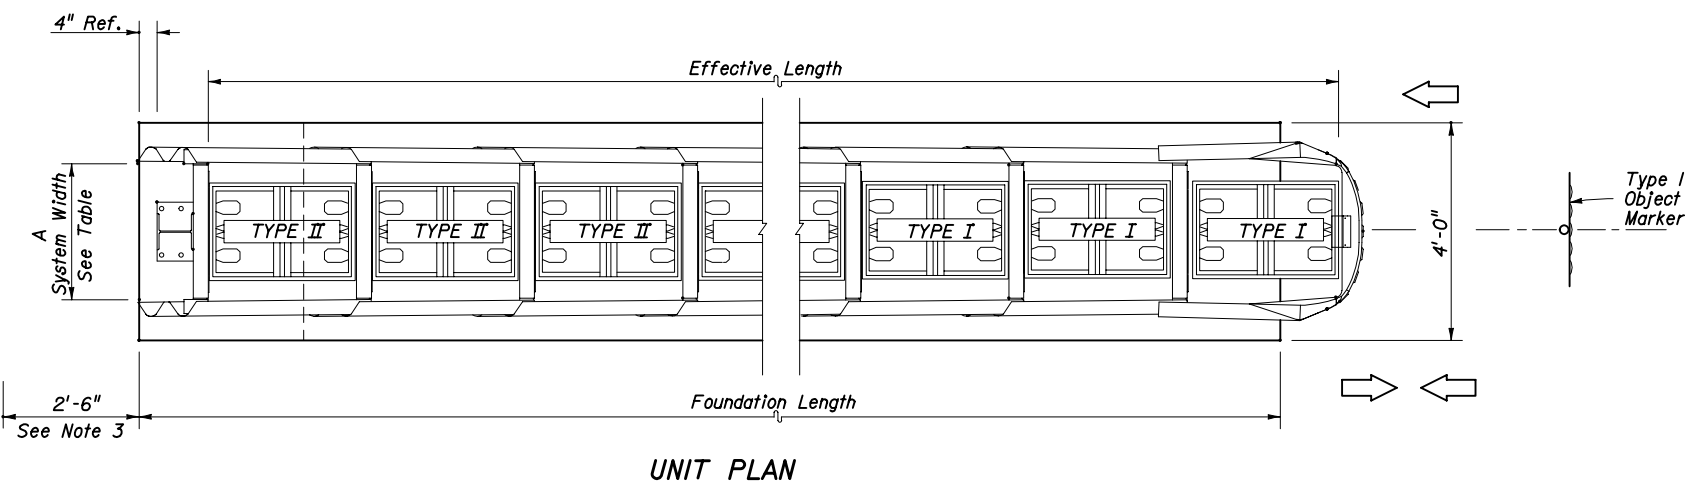 4" Ref.
Effective Length
A
System Width
See Table
TYPE II
TYPE II
TYPE II
TYPE I
TYPE I
TYPE I
4'-0"
Type 1
Object
Marker
2'-6"
See Note 3
Foundation Length
UNIT PLAN